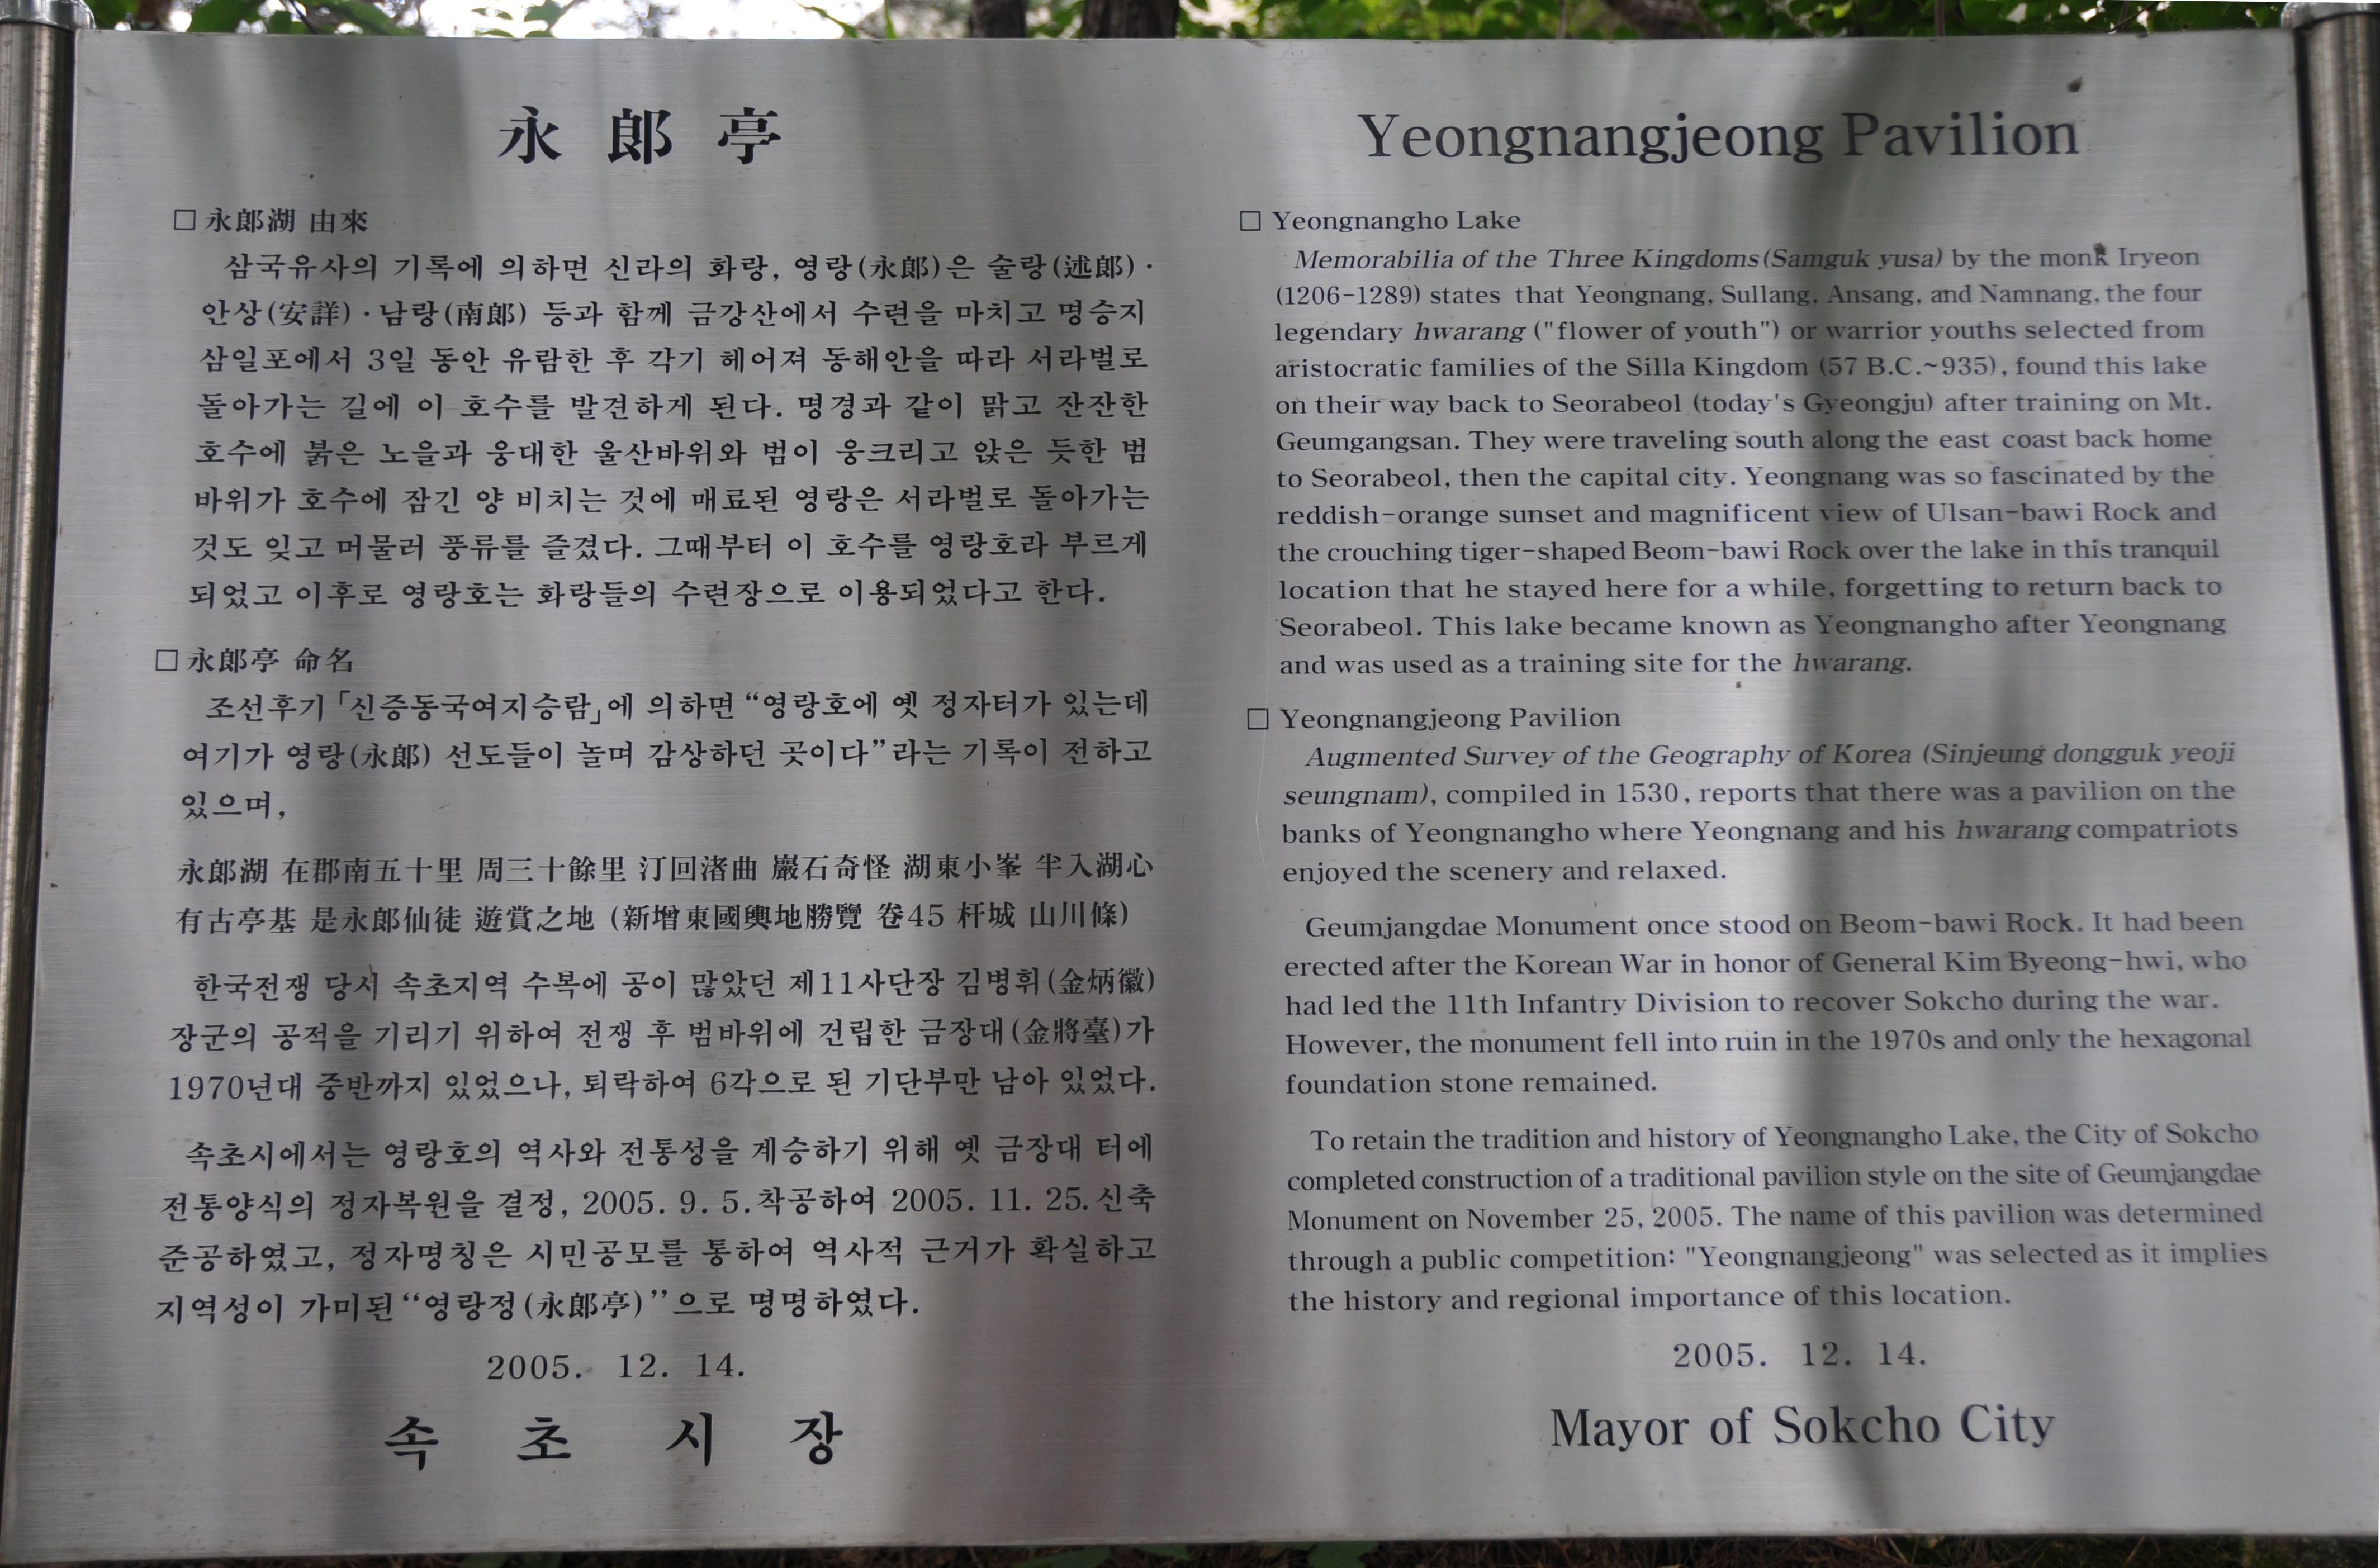 永郎亭
□ 永郎湖 由來
삼국유사의 기록에 의하면 신라의 화랑, 영랑(永郎)은 술랑(述郎)·
안상(安詳)·남랑(南郎) 등과 함께 금강산에서 수련을 마치고 명승지
삼일포에서 3일 동안 유람한 후 각기 헤어져 동해안을 따라 서라벌로
돌아가는 길에 이 호수를 발견하게 된다. 명경과 같이 맑고 잔잔한
호수에 붉은 노을과 웅대한 울산바위와 범이 웅크리고 앉은 듯한 범
바위가 호수에 잠긴 양 비치는 것에 매료된 영랑은 서라벌로 돌아가는
것도 잊고 머물러 풍류를 즐겼다. 그때부터 이 호수를 영랑호라 부르게
되었고 이후로 영랑호는 화랑들의 수련장으로 이용되었다고 한다.
□ 永郎亭 命名
조선후기 「신증동국여지승람」에 의하면 “영랑호에 옛 정자터가 있는데
여기가 영랑(永郎) 선도들이 놀며 감상하던 곳이다”라는 기록이 전하고
있으며,
永郎湖 在郡南五十里 周三十餘里 汀回渚曲 巖石奇怪 湖東小峯 半入湖心
有古亭基 是永郎仙徒 遊賞之地 (新增東國輿地勝覽 卷45 杆城 山川條)
한국전쟁 당시 속초지역 수복에 공이 많았던 제11사단장 김병휘(金炳徽)
장군의 공적을 기리기 위하여 전쟁 후 범바위에 건립한 금장대(金將臺)가
1970년대 중반까지 있었으나, 퇴락하여 6각으로 된 기단부만 남아 있었다.
속초시에서는 영랑호의 역사와 전통성을 계승하기 위해 옛 금장대 터에
전통양식의 정자복원을 결정, 2005. 9. 5.착공하여 2005. 11. 25. 신축
준공하였고, 정자명칭은 시민공모를 통하여 역사적 근거가 확실하고
지역성이 가미된 “영랑정(永郎亭)”으로 명명하였다.
2005. 12. 14.
속 초 시 장
Yeongnangjeong Pavilion
□ Yeongnangho Lake
Memorabilia of the Three Kingdoms(Samguk yusa) by the monk Iryeon
(1206-1289) states that Yeongnang, Sullang, Ansang, and Namnang, the four
legendary hwarang ("flower of youth") or warrior youths selected from
aristocratic families of the Silla Kingdom (57 B.C.~935), found this lake
on their way back to Seorabeol (today's Gyeongju) after training on Mt.
Geumgangsan. They were traveling south along the east coast back home
to Seorabeol, then the capital city. Yeongnang was so fascinated by the
reddish-orange sunset and magnificent view of Ulsan-bawi Rock and
the crouching tiger-shaped Beom-bawi Rock over the lake in this tranquil
location that he stayed here for a while, forgetting to return back to
Seorabeol. This lake became known as Yeongnangho after Yeongnang
and was used as a training site for the hwarang.
□ Yeongnangjeong Pavilion
Augmented Survey of the Geography of Korea (Sinjeung dongguk yeoji
seungnam), compiled in 1530, reports that there was a pavilion on the
banks of Yeongnangho where Yeongnang and his hwarang compatriots
enjoyed the scenery and relaxed.
Geumjangdae Monument once stood on Beom-bawi Rock. It had been
erected after the Korean War in honor of General Kim Byeong-hwi, who
had led the 11th Infantry Division to recover Sokcho during the war.
However, the monument fell into ruin in the 1970s and only the hexagonal
foundation stone remained.
To retain the tradition and history of Yeongnangho Lake, the City of Sokcho
completed construction of a traditional pavilion style on the site of Geumjangdae
Monument on November 25, 2005. The name of this pavilion was determined
through a public competition: "Yeongnangjeong" was selected as it implies
the history and regional importance of this location.
2005. 12. 14.
Mayor of Sokcho City